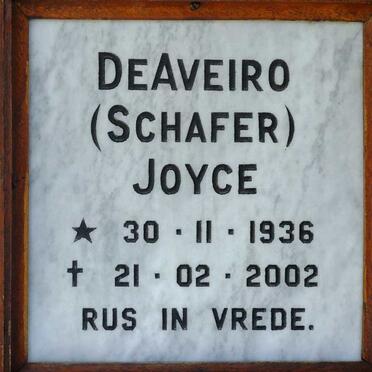 DeAveiro
(Schafer)
Joyce
★ 30 · 11 · 1936
✝ 21 · 02 · 2002
RUS IN VREDE.